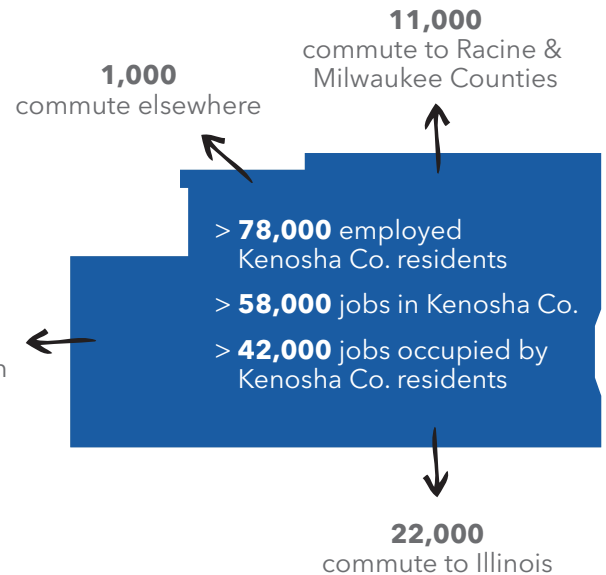 11,000
commute to Racine &
Milwaukee Counties
1,000
commute elsewhere
> 78,000 employed
Kenosha Co. residents
> 58,000 jobs in Kenosha Co.
> 42,000 jobs occupied by
Kenosha Co. residents
22,000
commute to Illinois